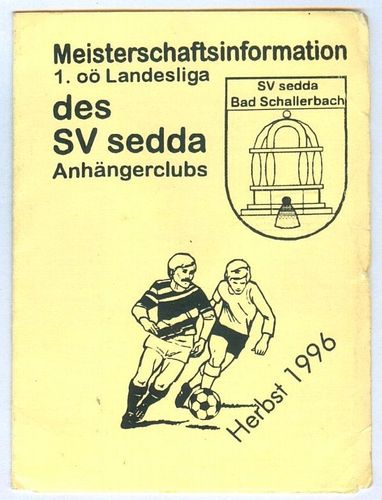 Meisterschaftsinformation
1. oö Landesliga
des
SV sedda
Anhängerclubs
SV sedda
Bad Schallerbach
Herbst 1996